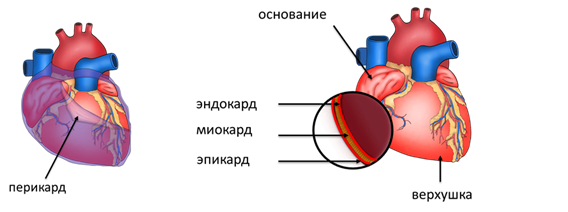 основание
эндокард
миокард
эпикард
перикард
верхушка